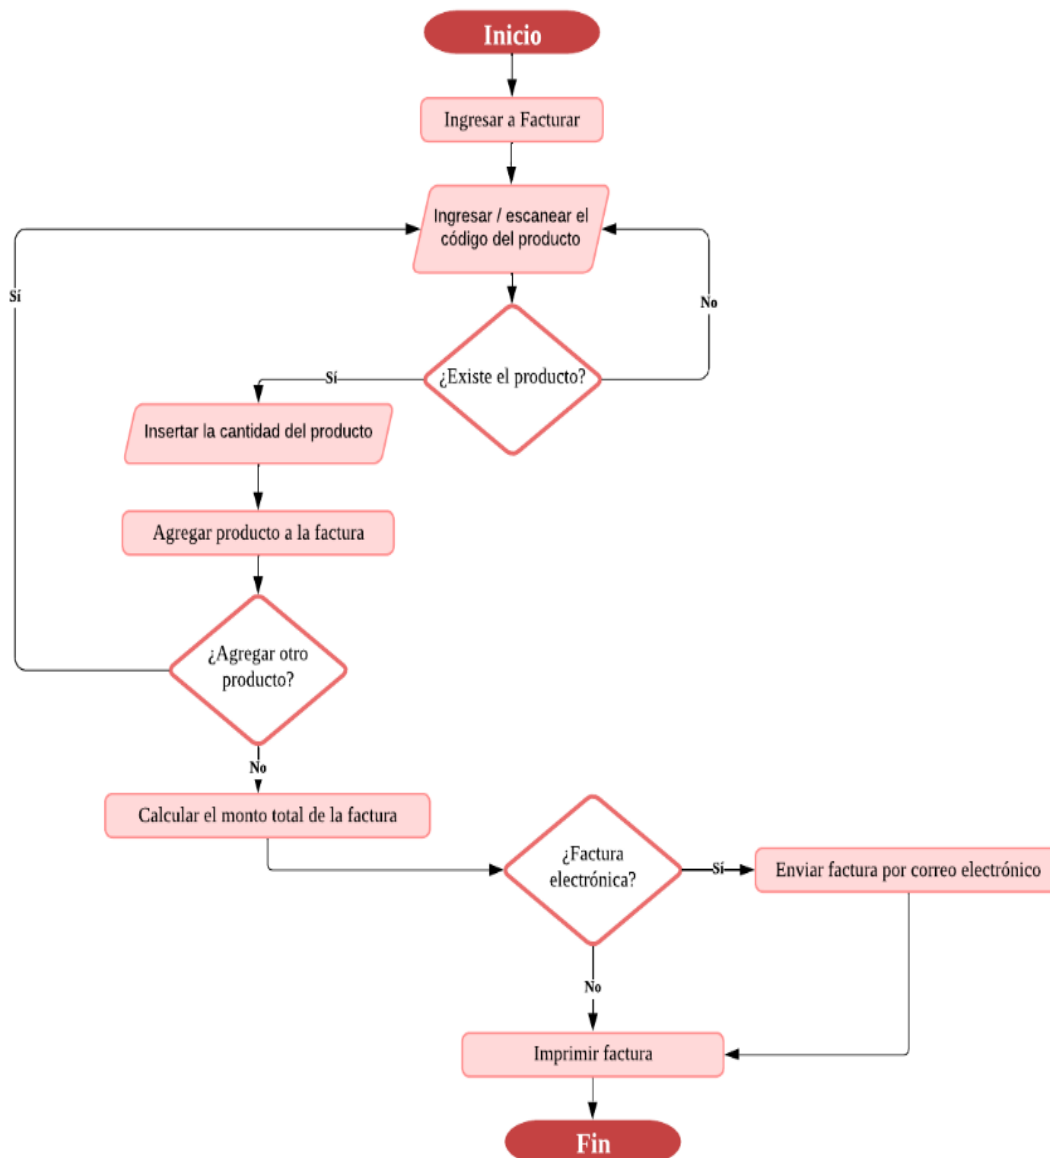 Inicio
Ingresar a Facturar
Ingresar / escanear el
código del producto
Sí
No
¿Existe el producto?
Sí
Insertar la cantidad del producto
Agregar producto a la factura
¿Agregar otro
producto?
No
Calcular el monto total de la factura
¿Factura
electrónica?
Sí
Enviar factura por correo electrónico
No
Imprimir factura
Fin